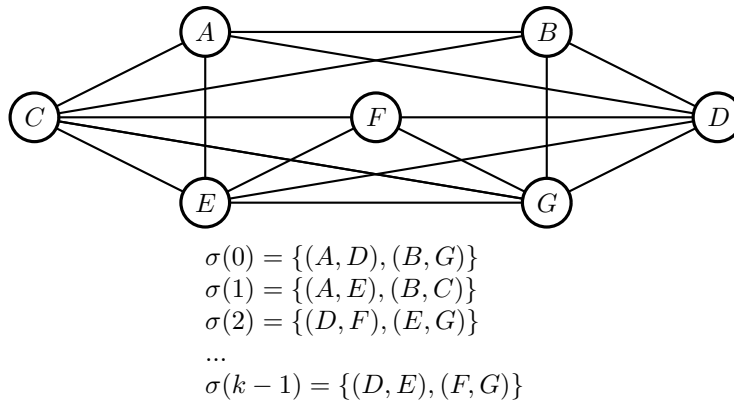 A B
C F D
E G
σ(0) = {(A, D), (B, G)}
σ(1) = {(A, E), (B, C)}
σ(2) = {(D, F), (E, G)}
...
σ(k − 1) = {(D, E), (F, G)}